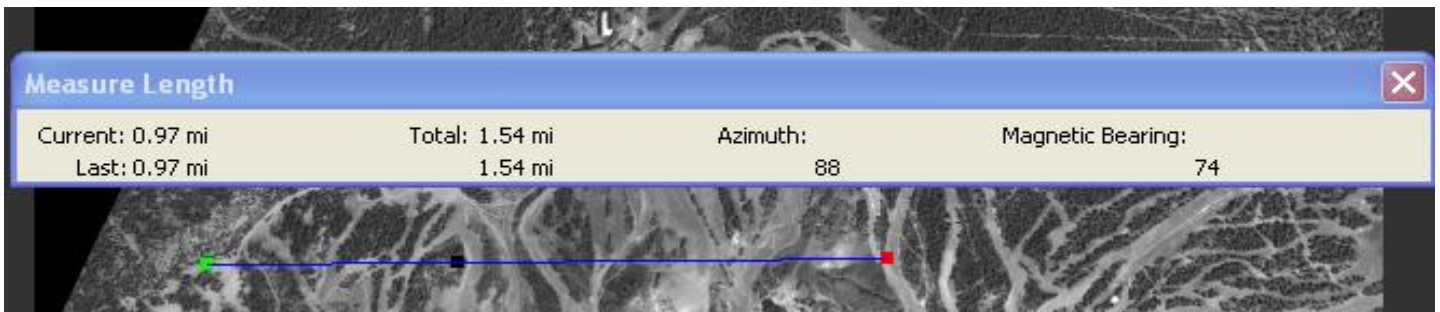 Measure Length
Current: 0.97 mi Total: 1.54 mi Azimuth: Magnetic Bearing:
Last: 0.97 mi 1.54 mi 88 74